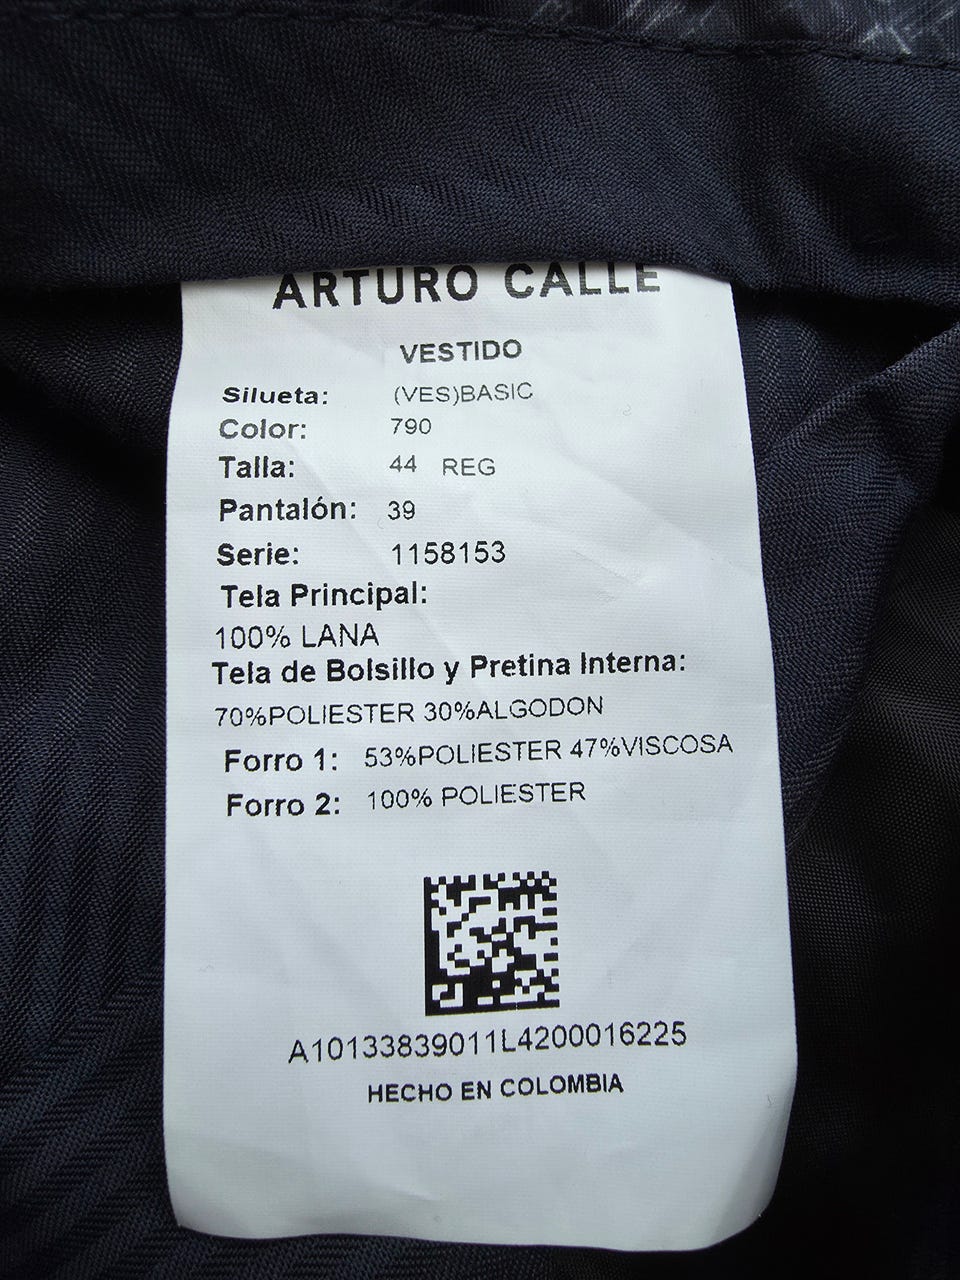 ARTURO CALLE
VESTIDO
Silueta: (VES)BASIC
Color: 790
Talla: 44 REG
Pantalón: 39
Serie: 1158153
Tela Principal:
100% LANA
Tela de Bolsillo y Pretina Interna:
70%POLIESTER 30%ALGODON
Forro 1: 53%POLIESTER 47%VISCOSA
Forro 2: 100% POLIESTER
A10133839011L4200016225
HECHO EN COLOMBIA